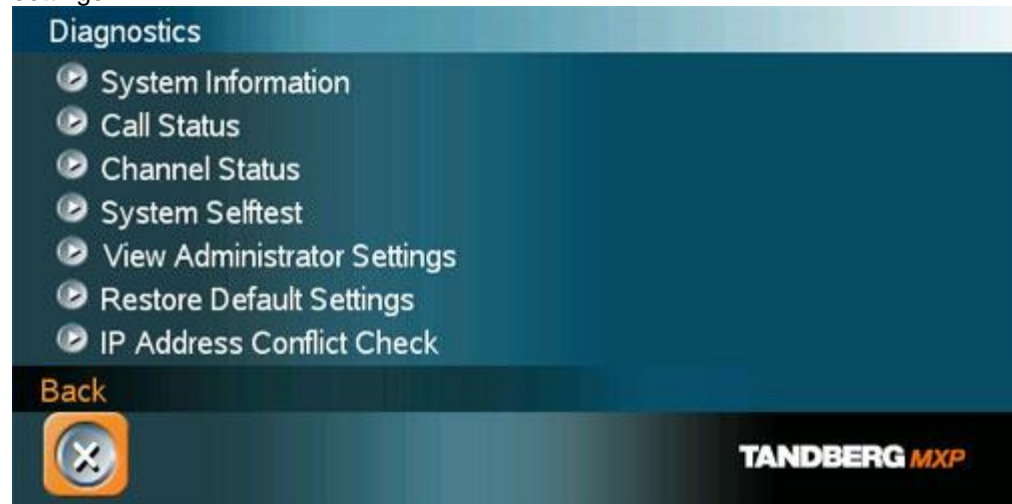 Diagnostics
System Information
Call Status
Channel Status
System Selftest
View Administrator Settings
Restore Default Settings
IP Address Conflict Check
Back
TANDBERG MXP